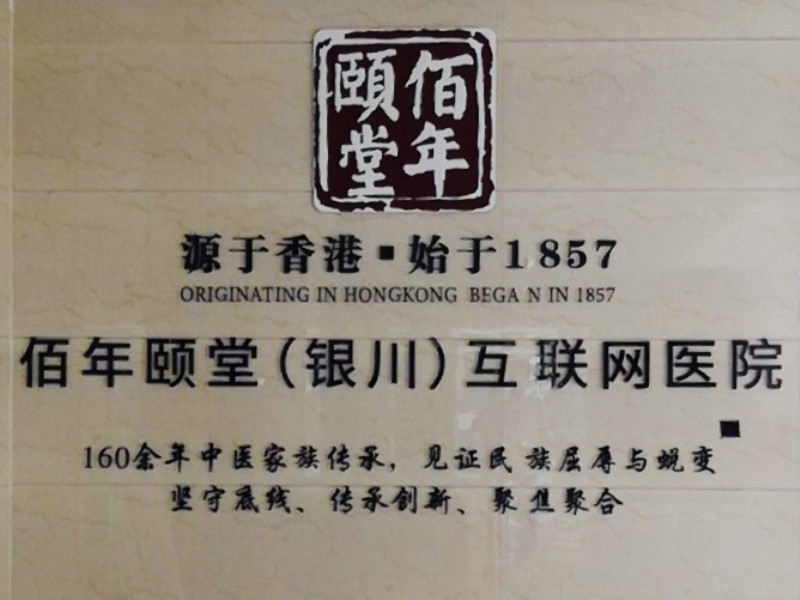 佰年
颐堂
源于香港▪始于1857
ORIGINATING IN HONGKONG BEGA N IN 1857
佰年颐堂(银川)互联网医院
160余年中医家族传承,见证民族屈辱与蜕变
坚守底线、传承创新、聚焦聚合